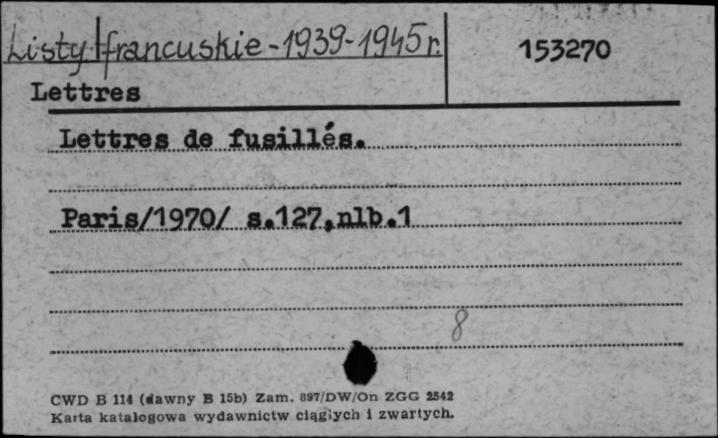 Listy francuskie - 1939-1945 r.
153270
Lettres
Lettres de fusillés.
Paris/1970/ s.127,nlb.1
8
CWD B 114 (dawny B 15b) Zam. 897/DW/On ZGG 2542
Karta katalogowa wydawnictw ciągłych i zwartych.